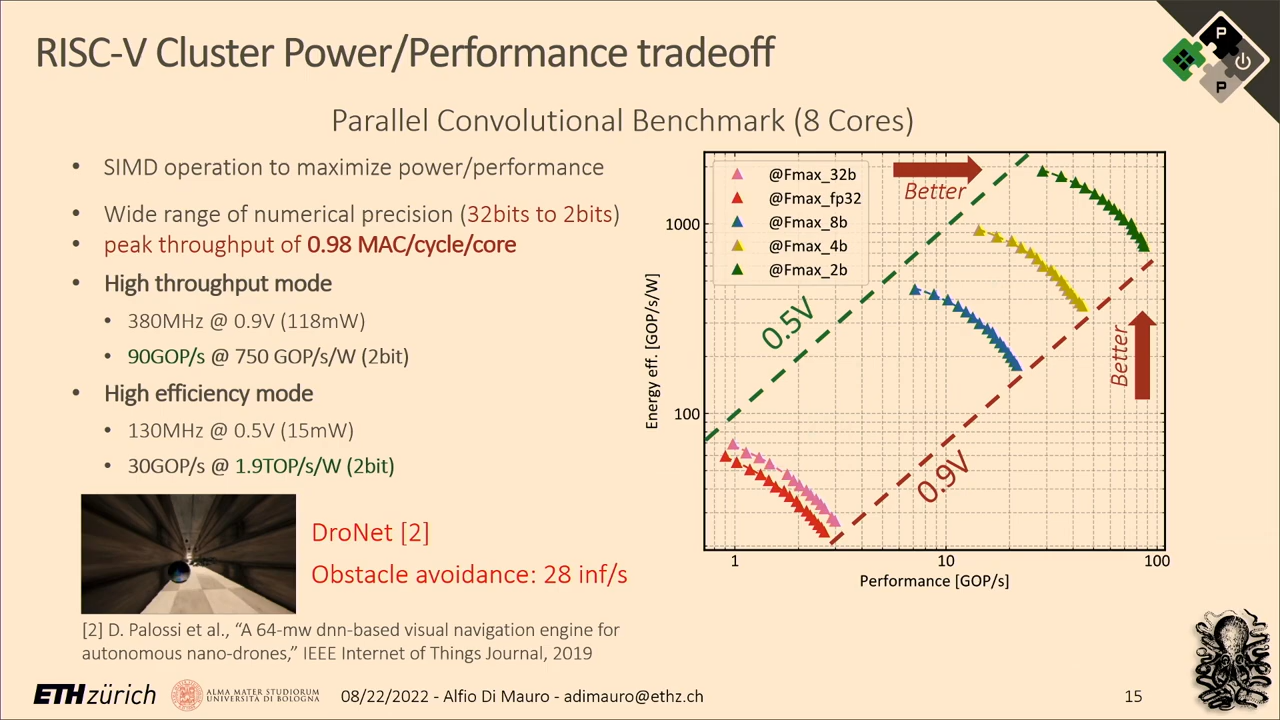 RISC-V Cluster Power/Performance tradeoff
P
P
Parallel Convolutional Benchmark (8 Cores)
• SIMD operation to maximize power/performance
• Wide range of numerical precision (32bits to 2bits)
• peak throughput of 0.98 MAC/cycle/core
• High throughput mode
• 380MHz @ 0.9V (118mW)
• 90GOP/s @ 750 GOP/s/W (2bit)
• High efficiency mode
• 130MHz @ 0.5V (15mW)
• 30GOP/s @ 1.9TOP/s/W (2bit)
DroNet [2]
Obstacle avoidance: 28 inf/s
[2] D. Palossi et al., “A 64-mw dnn-based visual navigation engine for
autonomous nano-drones,” IEEE Internet of Things Journal, 2019
@Fmax_32b
@Fmax_fp32
@Fmax_8b
@Fmax_4b
@Fmax_2b
Better
Better
0.5V
0.9V
Energy eff. [GOP/s/W]
1000
100
1
10
100
Performance [GOP/s]
ETH zürich
ALMA MATER STUDIORUM
UNIVERSITÀ DI BOLOGNA
08/22/2022 - Alfio Di Mauro - adimauro@ethz.ch
15